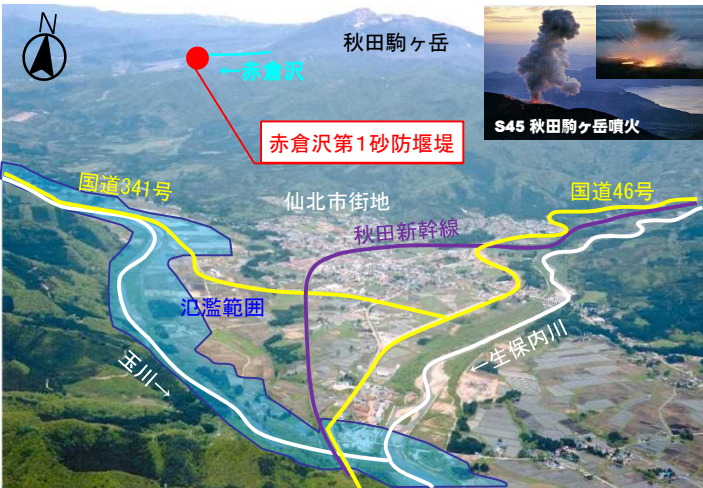 N
秋田駒ヶ岳
←赤倉沢
S45 秋田駒ヶ岳噴火
赤倉沢第1砂防堰堤
国道341号
仙北市街地
国道46号
秋田新幹線
氾濫範囲
玉川→
←生保内川